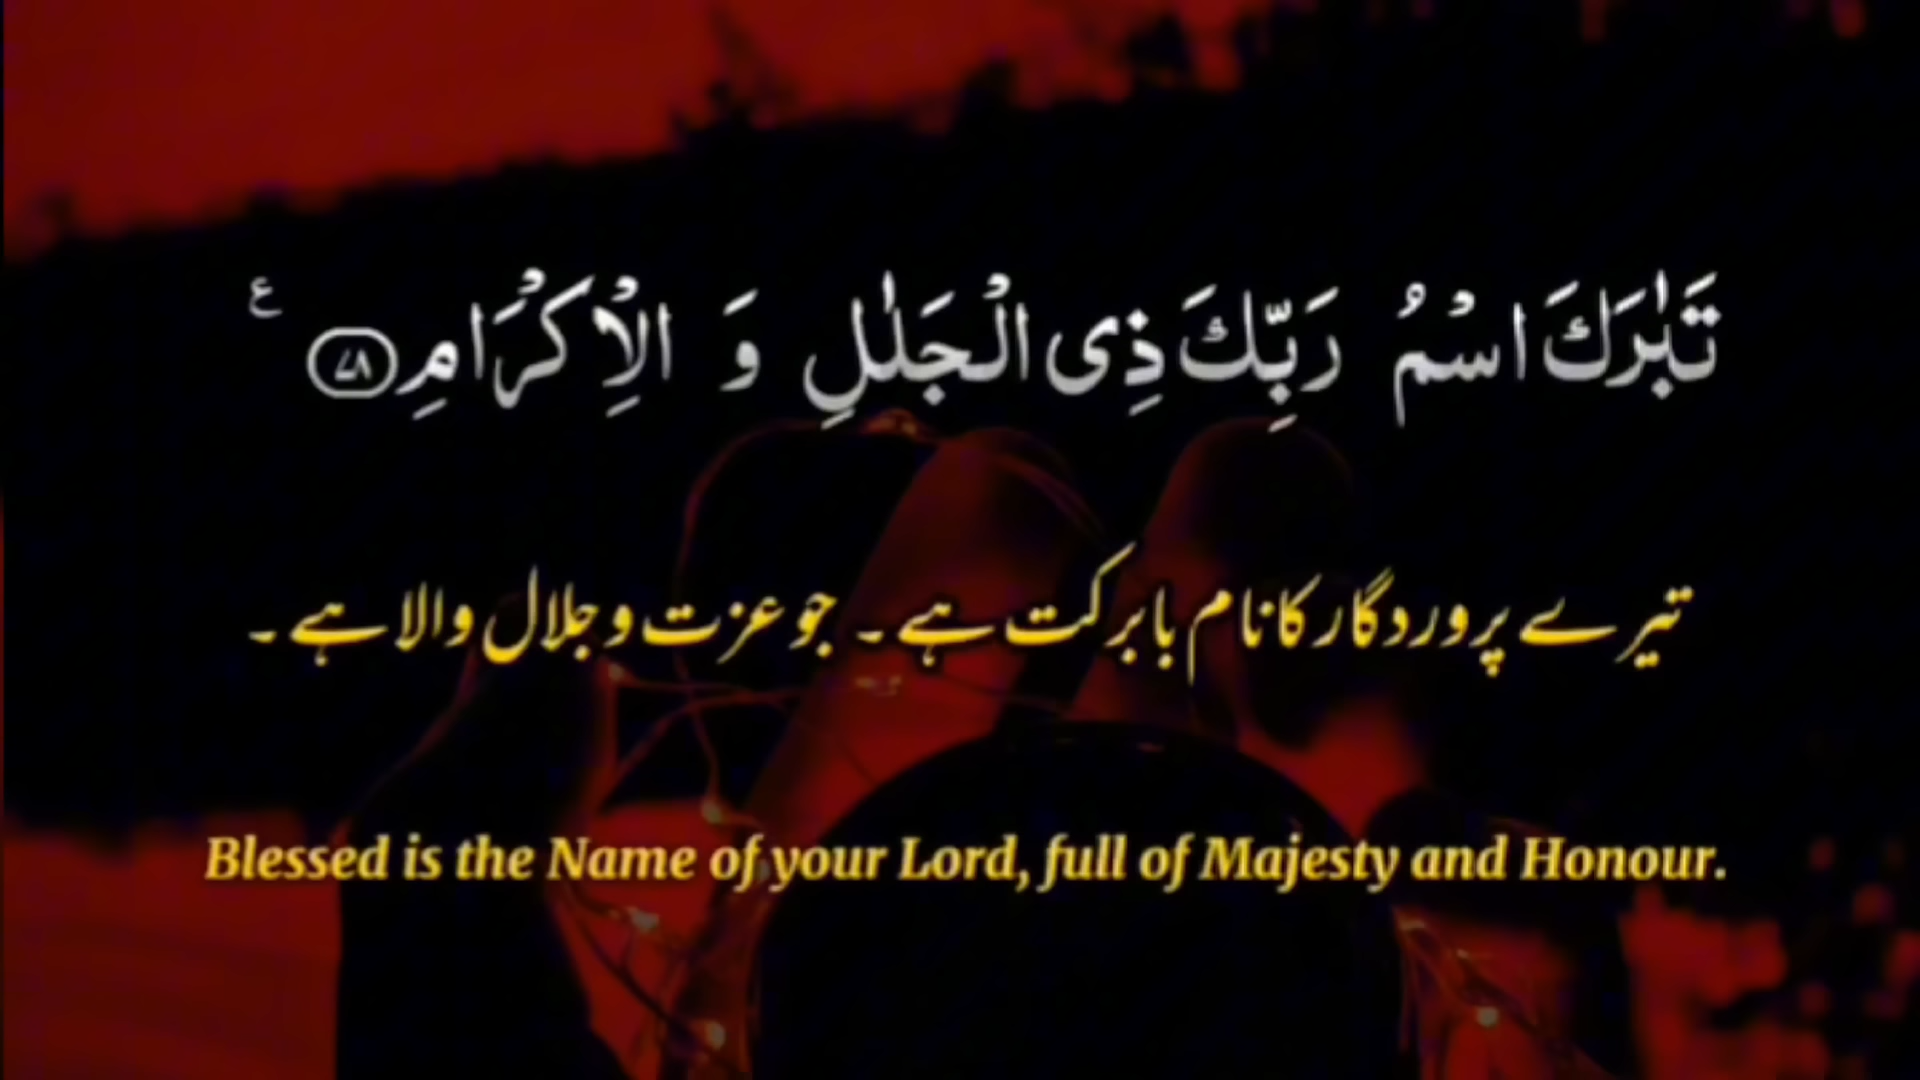 تَبٰرَكَ اسْمُ رَبِّكَ ذِی الْجَلٰلِ وَ الْاِكْرَامِ ﴿۷۸﴾ ع
تیرے پروردگار کا نام بابرکت ہے ۔ جو عزت و جلال والا ہے ۔
Blessed is the Name of your Lord, full of Majesty and Honour.